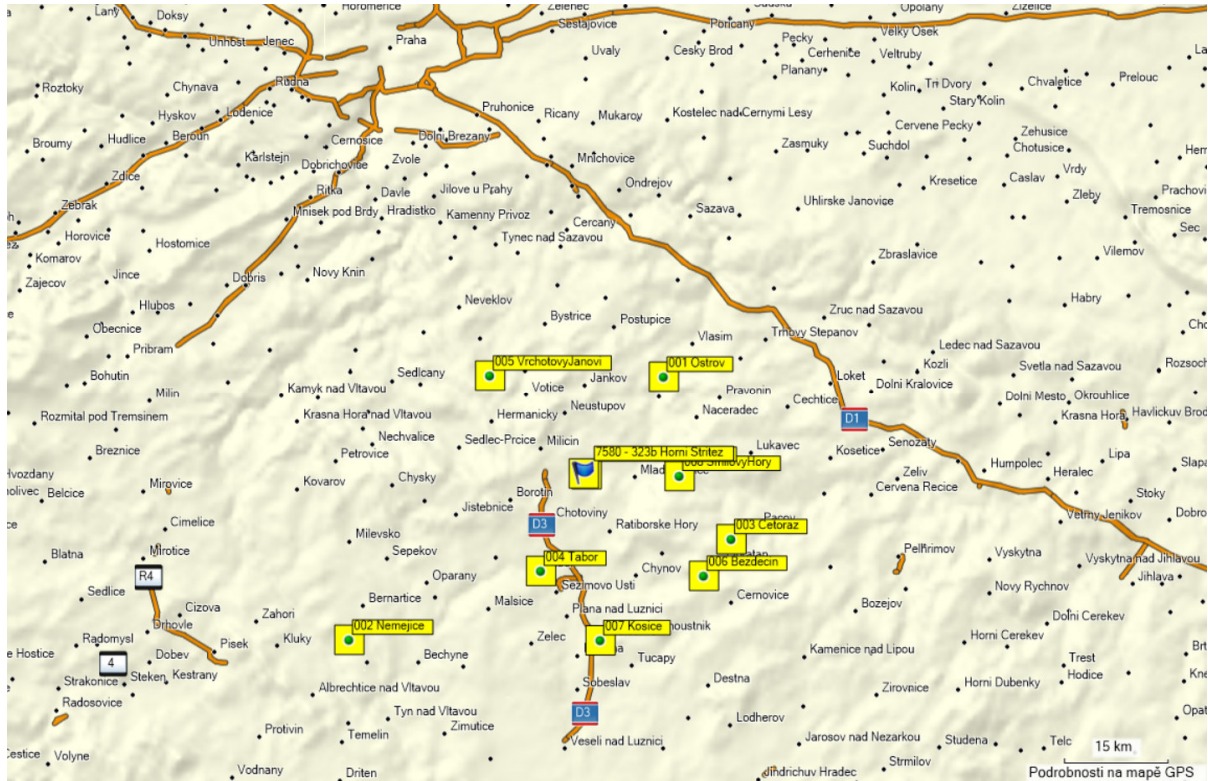 Lany
Doksy
Horomerice
Zelenec
Sadska
Opolany
Zizelice
Unhost
Jenec
Praha
Sestajovice
Poricany
Velky Osek
Uvaly
Cesky Brod
Pecky
Cerhenice
Veltruby
Planany
Roztoky
Chynava
Rudna
Kolin
Tri Dvory
Chvaletice
Prelouc
Stary Kolin
Hyskov
Lodenice
Pruhonice
Ricany
Mukarov
Kostelec nad Cernymi Lesy
Broumy
Hudlice
Beroun
Cernosice
Dolni Brezany
Cervene Pecky
Zehusice
Chotusice
Karlstejn
Dobrichovice
Zvole
Mnichovice
Zasmuky
Suchdol
Zdice
Ritka
Davle
Jilove u Prahy
Ondrejov
Kresetice
Caslav
Vrdy
Zleby
Prachovi
Zebrak
Mnisek pod Brdy
Hradistko
Kamenny Privoz
Cercany
Sazava
Uhlirske Janovice
Tremosnice
Horovice
Hostomice
Tynec nad Sazavou
Sec
Komarov
Zbraslavice
Vilemov
Zajecov
Jince
Dobris
Novy Knin
Hlubos
Neveklov
Habry
Obecnice
Bystrice
Postupice
Zruc nad Sazavou
Pribram
Vlasim
Trhovy Stepanov
Ledec nad Sazavou
005 VrchotovyJanovi
001 Ostrov
Kozli
Svetla nad Sazavou
Rozsoch
Bohutin
Milin
Sedlcany
Kamyk nad Vltavou
Votice
Jankov
Pravonin
Loket
Dolni Kralovice
Cechtice
Dolni Mesto
Okrouhlice
Rozmital pod Tremsinem
Krasna Hora nad Vltavou
Hermanicky
Neustupov
Naceradec
D1
Krasna Hora
Havlickuv Brod
Breznice
Nechvalice
Petrovice
Sedlec-Prcice
Milicin
Lukavec
Kosetice
Senozaty
Lipa
7580 - 323b Horni Stritez
Hvozdany
Chysky
Zeliv
Humpolec
Heralec
Slapa
Belcice
Mirovice
Kovarov
Borotin
Cervena Recice
Stoky
Cimelice
Jistebnice
D3
Chotoviny
Ratiborske Hory
Pacov
003 Cetoraz
Vetrny Jenikov
Dobro
Blatna
Mirotice
Milevsko
Sepekov
Pelhrimov
Vyskytna
Vyskytna nad Jihlavou
R4
004 Tabor
Chynov
006 Bezdecin
Jihlava
Sedlice
Cizova
Oparany
Sezimovo Usti
Novy Rychnov
Bernartice
Malsice
Cernovice
Bozejov
Zahori
Plana nad Luznici
Dolni Cerekev
Drhovle
002 Nemejice
007 Kosice
Radomysl
Pisek
Kluky
Zelec
Horni Cerekev
4
Dobev
Bechyne
Tucapy
Kamenice nad Lipou
Trest
Strakonice
Steken
Kestrany
Hodice
Radosovice
Albrechtice nad Vltavou
Sobeslav
Destna
Zirovnice
Horni Dubenky
D3
Tyn nad Vltavou
Zimutice
Lodherov
Protivin
Temelin
Veseli nad Luznici
Jarosov nad Nezarkou
Studena
Telc
15 km
Volyne
Vodnany
Driten
Jindrichuv Hradec
Strmilov
Podrobnosti na mapě GPS